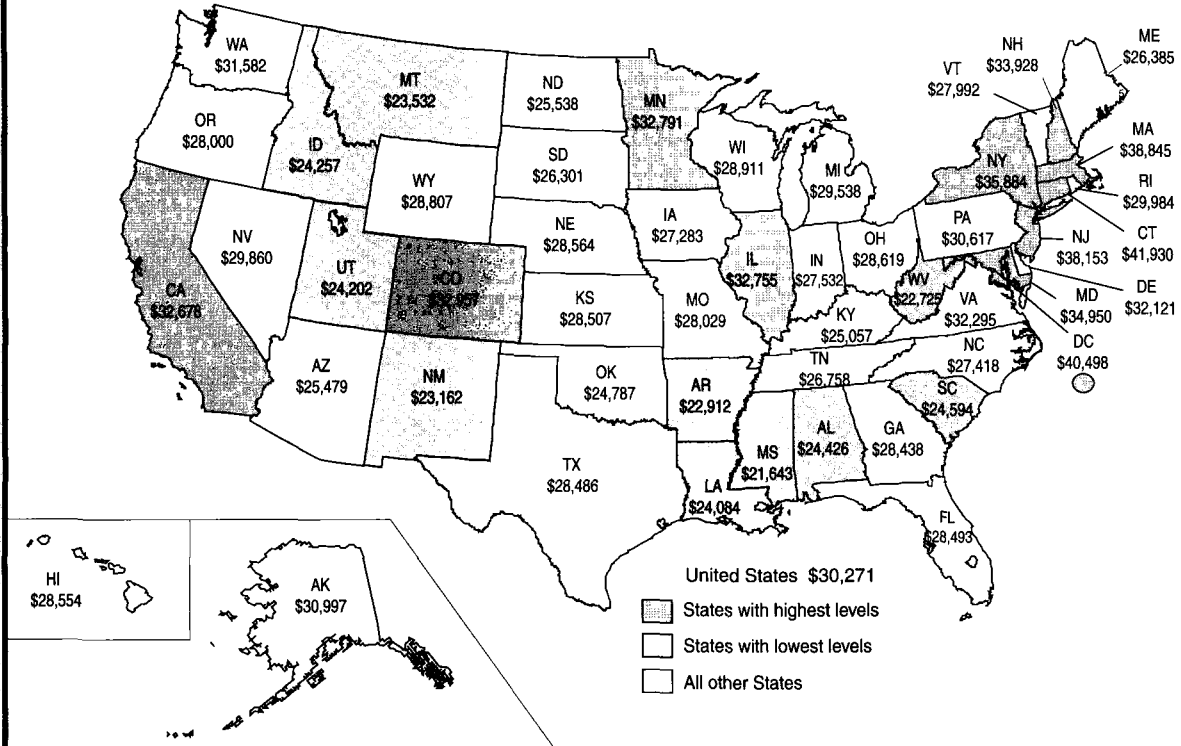 WA
$31,582
OR
$28,000
CA
$32,678
NV
$29,860
ID
$24,257
MT
$23,532
WY
$28,807
UT
$24,202
CO
$32,957
AZ
$25,479
NM
$23,162
ND
$25,538
SD
$26,301
NE
$28,564
KS
$28,507
OK
$24,787
TX
$28,486
MN
$32,791
IA
$27,283
MO
$28,029
AR
$22,912
LA
$24,084
WI
$28,911
IL
$32,755
MI
$29,538
IN
$27,532
OH
$28,619
KY
$25,057
TN
$26,758
MS
$21,643
AL
$24,426
GA
$28,438
FL
$28,493
SC
$24,594
NC
$27,418
VA
$32,295
WV
$22,725
PA
$30,617
NY
$35,884
VT
$27,992
NH
$33,928
ME
$26,385
MA
$38,845
RI
$29,984
CT
$41,930
NJ
$38,153
DE
$32,121
MD
$34,950
DC
$40,498
HI
$28,554
AK
$30,997
United States $30,271
States with highest levels
States with lowest levels
All other States